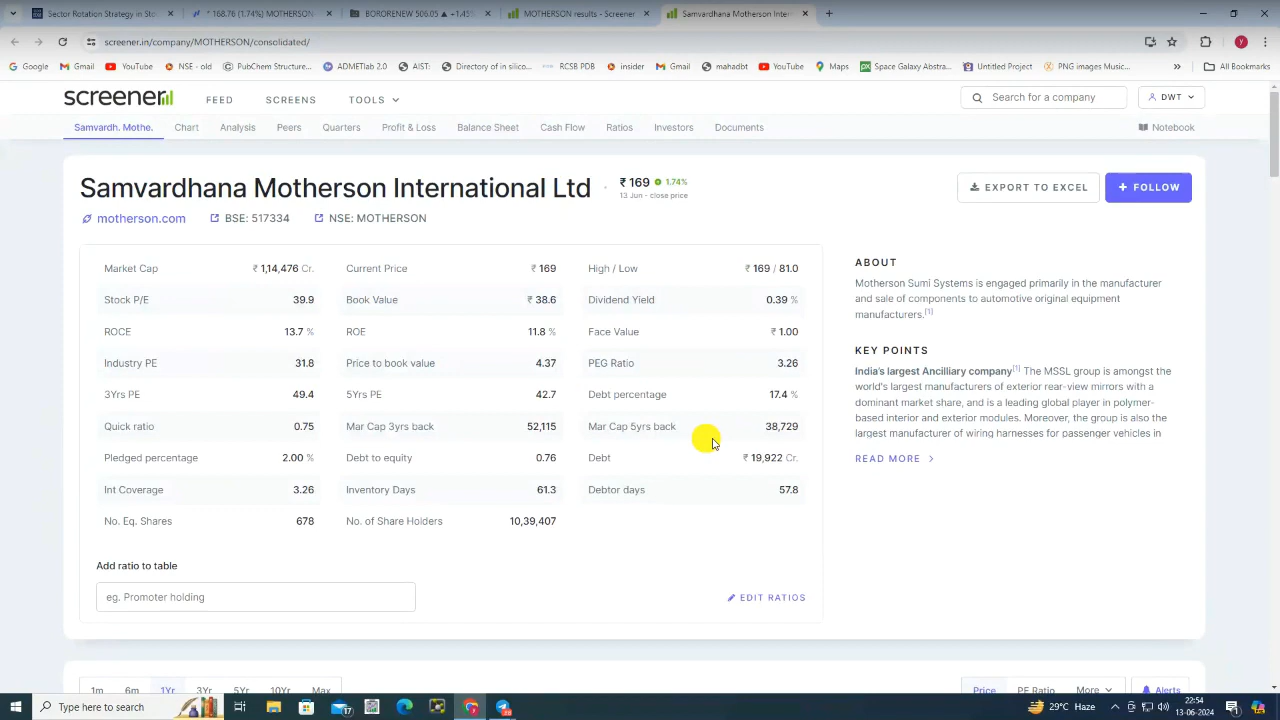 Sector in Stock Trading
*168.76 (1.74%) MOTHERSON
BORORENEW 506.05 ▲ +1.45%
MOTHERSON results - Screener
Samvardhana Motherson Intern
screener.in/company/MOTHERSON/consolidated/
Google Gmail YouTube NSE - old PubChem Structure... ADMETlab 2.0 AIST: Directory of in silico... RCSB PDB insider Gmail mahadbt YouTube Maps Space Galaxy Abstra... Untitled Project PNG images Music... » All Bookmarks
screener FEED SCREENS TOOLS Search for a company DWT
Samvardh. Mothe. Chart Analysis Peers Quarters Profit & Loss Balance Sheet Cash Flow Ratios Investors Documents Notebook
Samvardhana Motherson International Ltd
₹ 169 1.74%
13 Jun - close price
EXPORT TO EXCEL + FOLLOW
motherson.com BSE: 517334 NSE: MOTHERSON
Market Cap ₹ 1,14,476 Cr. Current Price ₹ 169 High / Low ₹ 169 / 81.0
Stock P/E 39.9 Book Value ₹ 38.6 Dividend Yield 0.39 %
ROCE 13.7 % ROE 11.8 % Face Value ₹ 1.00
Industry PE 31.8 Price to book value 4.37 PEG Ratio 3.26
3Yrs PE 49.4 5Yrs PE 42.7 Debt percentage 17.4 %
Quick ratio 0.75 Mar Cap 3yrs back 52,115 Mar Cap 5yrs back 38,729
Pledged percentage 2.00 % Debt to equity 0.76 Debt ₹ 19,922 Cr.
Int Coverage 3.26 Inventory Days 61.3 Debtor days 57.8
No. Eq. Shares 678 No. of Share Holders 10,39,407
Add ratio to table
eg. Promoter holding
EDIT RATIOS
ABOUT
Motherson Sumi Systems is engaged primarily in the manufacturer
and sale of components to automotive original equipment
manufacturers.[1]
KEY POINTS
India's largest Ancilliary company[1] The MSSL group is amongst the
world's largest manufacturers of exterior rear-view mirrors with a
dominant market share, and is a leading global player in polymer-
based interior and exterior modules. Moreover, the group is also the
largest manufacturer of wiring harnesses for passenger vehicles in
READ MORE >
1m 6m 1Yr 3Yr 5Yr 10Yr Max Price PE Ratio More Alerts
Type here to search
29°C Haze
22:54
13-06-2024